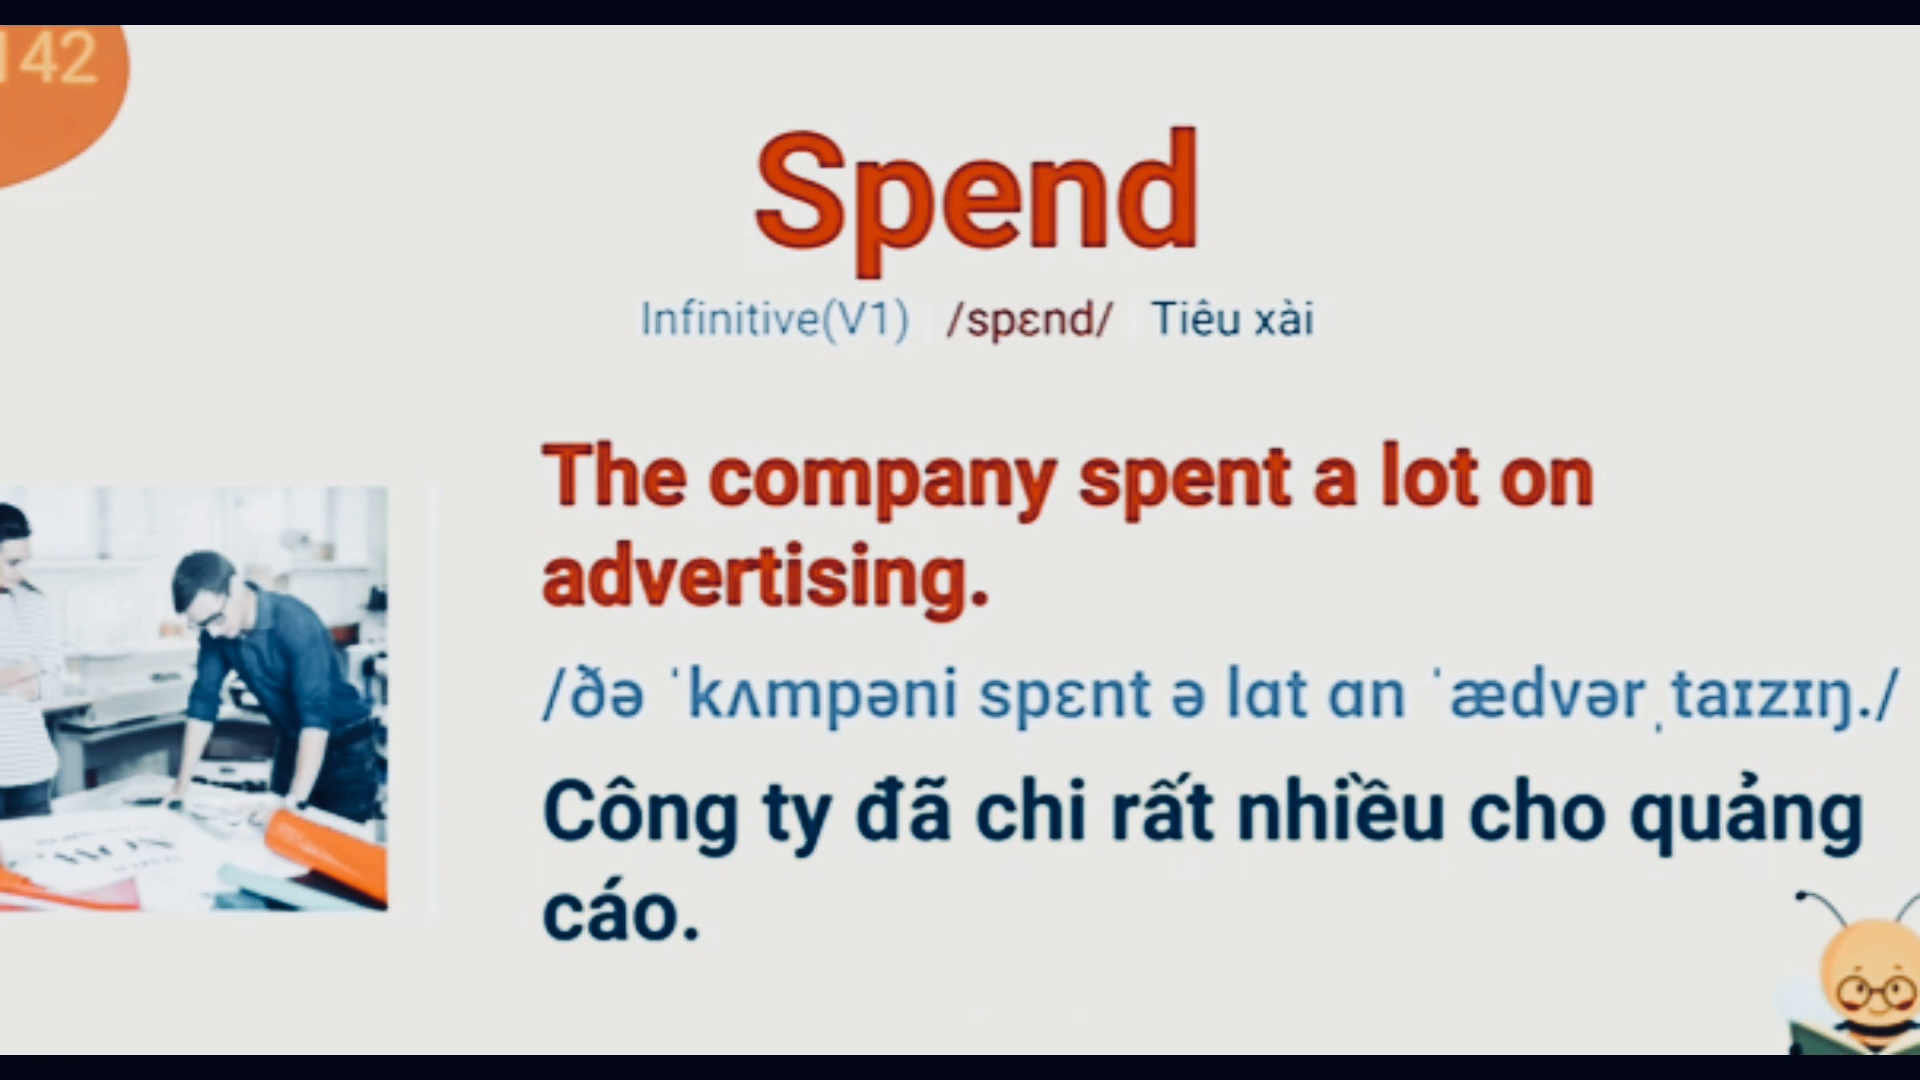 142
Spend
Infinitive(V1) /spɛnd/ Tiêu xài
The company spent a lot on
advertising.
/ðə ˈkʌmpəni spɛnt ə lɑt ɑn ˈædvərˌtaɪzɪŋ./
Công ty đã chi rất nhiều cho quảng
cáo.